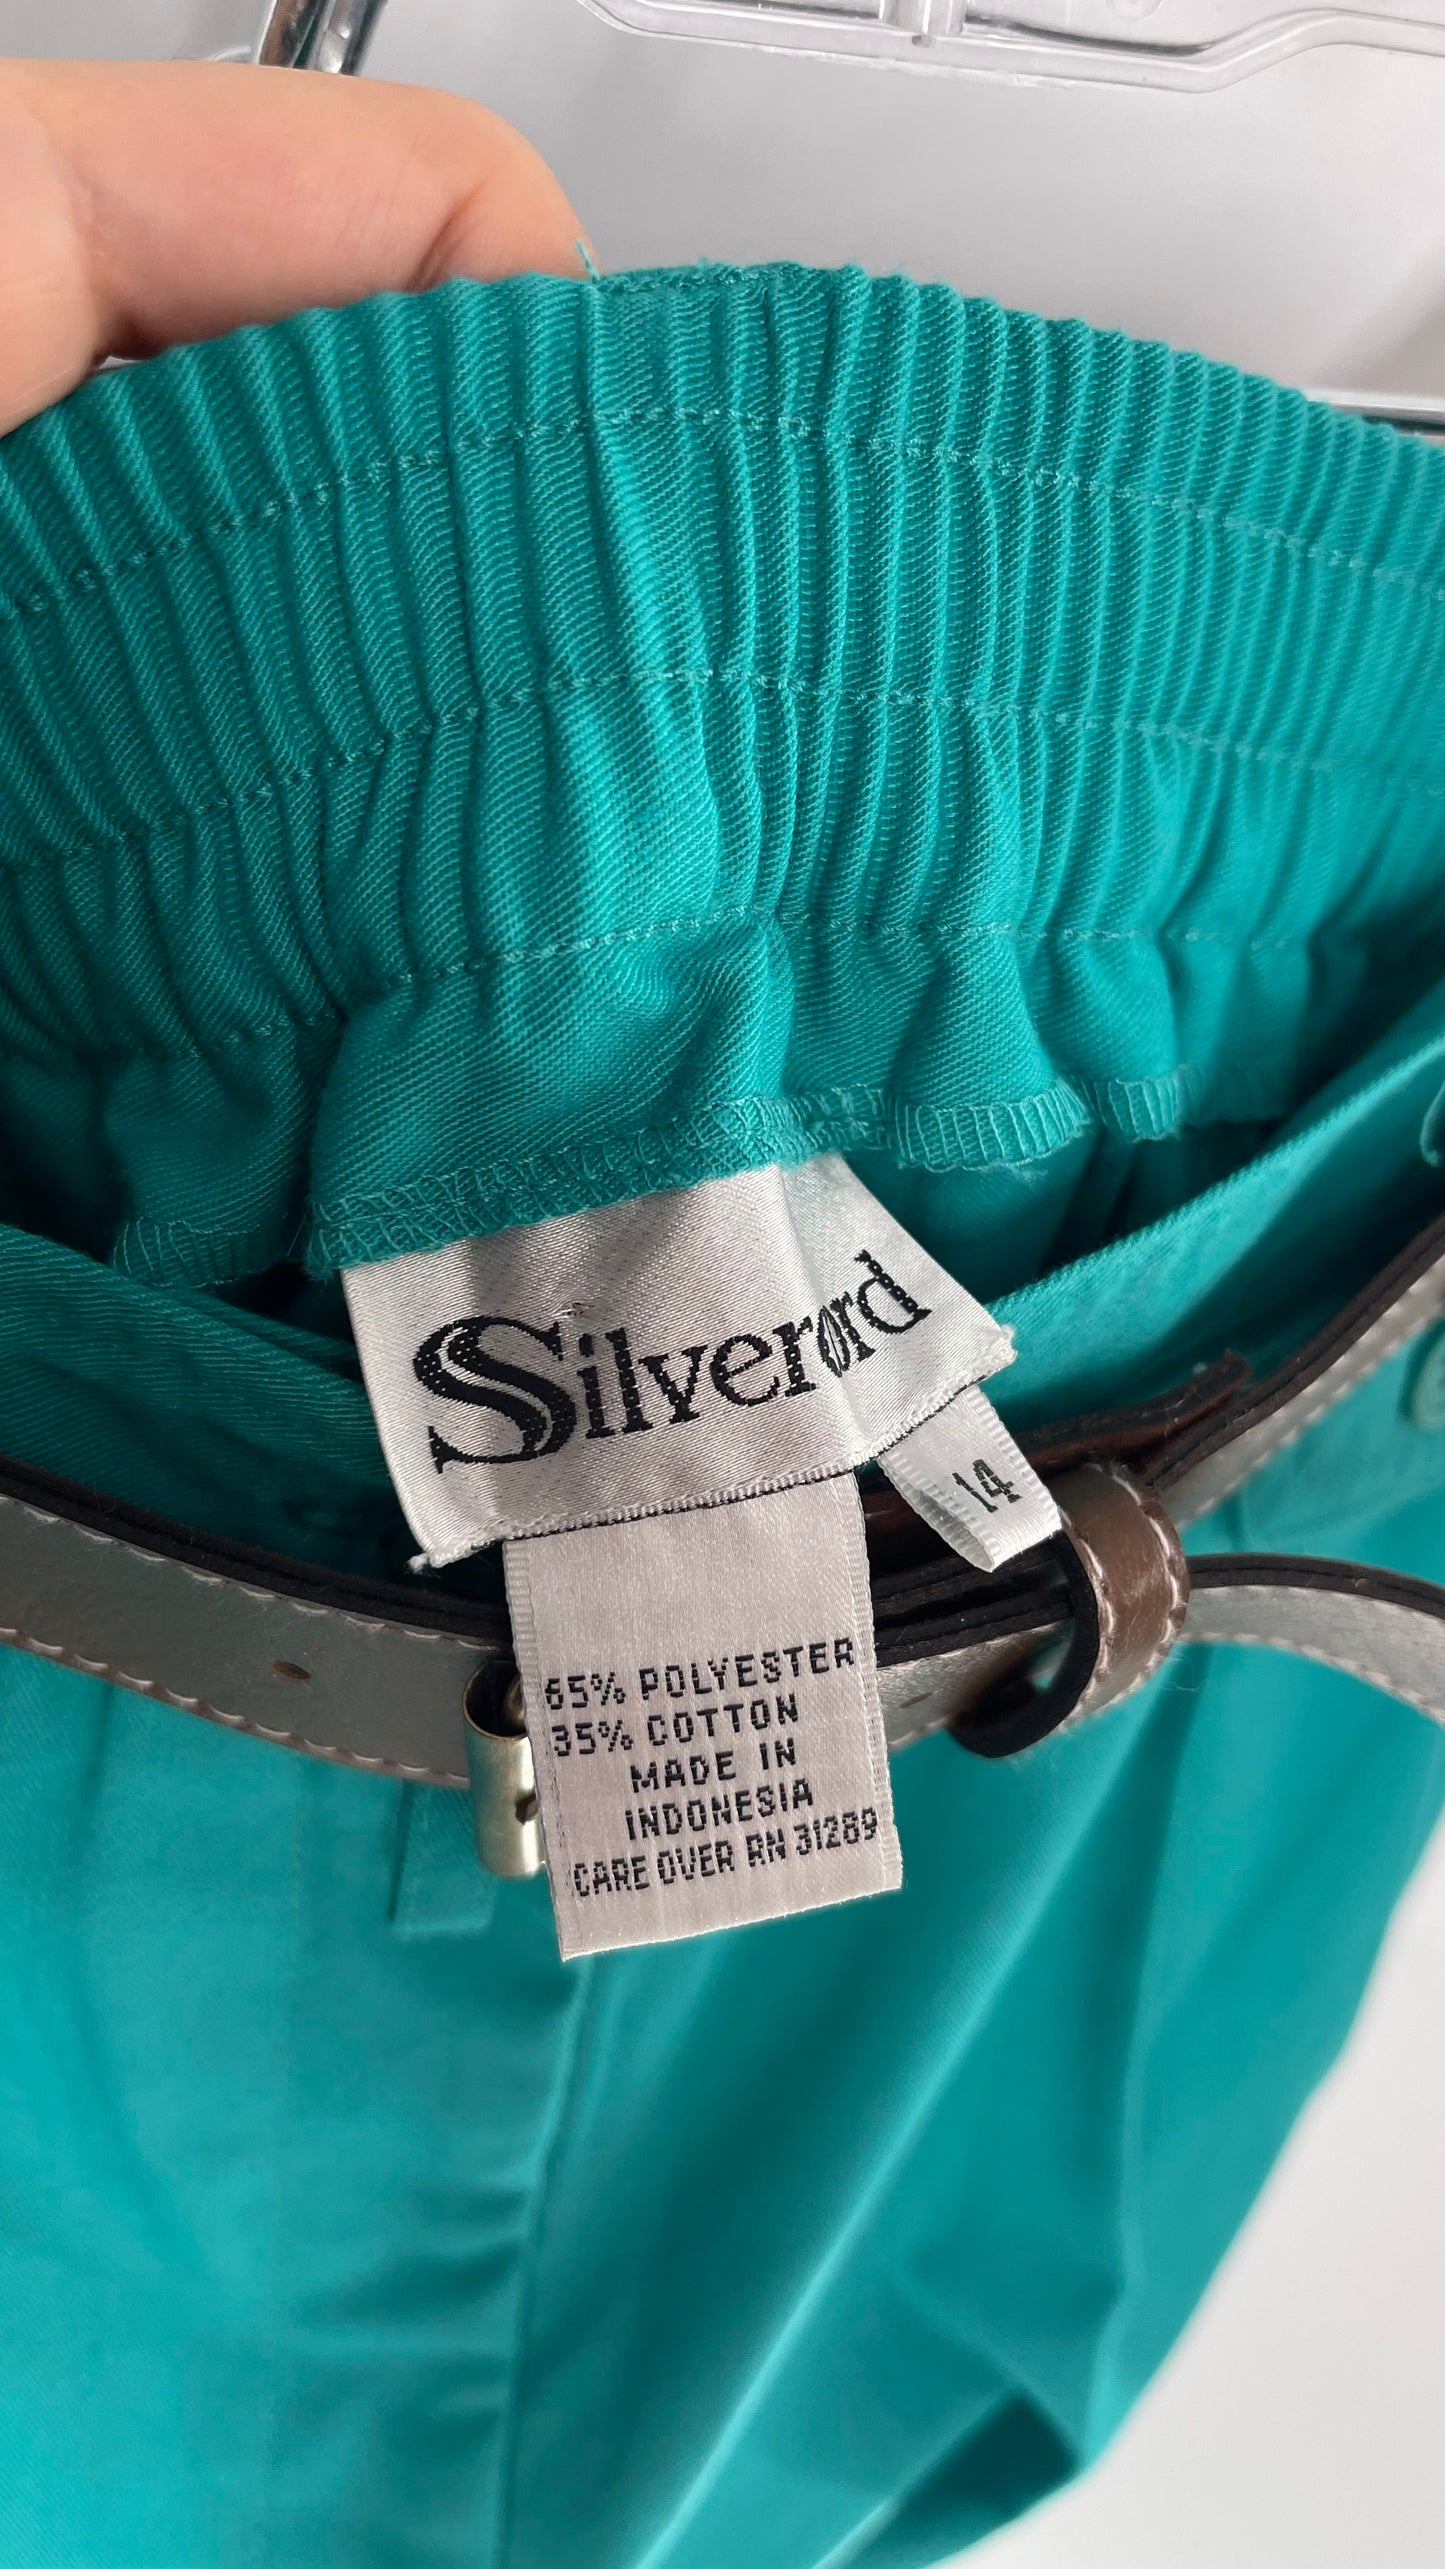 Silverord
14
65% POLYESTER
35% COTTON
MADE IN
INDONESIA
CARE OVER RN 31289